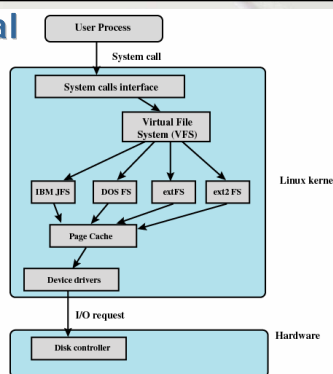 al
User Process
System call
System calls interface
Virtual File
System (VFS)
IBM JFS
DOS FS
extFS
ext2 FS
Linux kerne
Page Cache
Device drivers
I/O request
Hardware
Disk controller